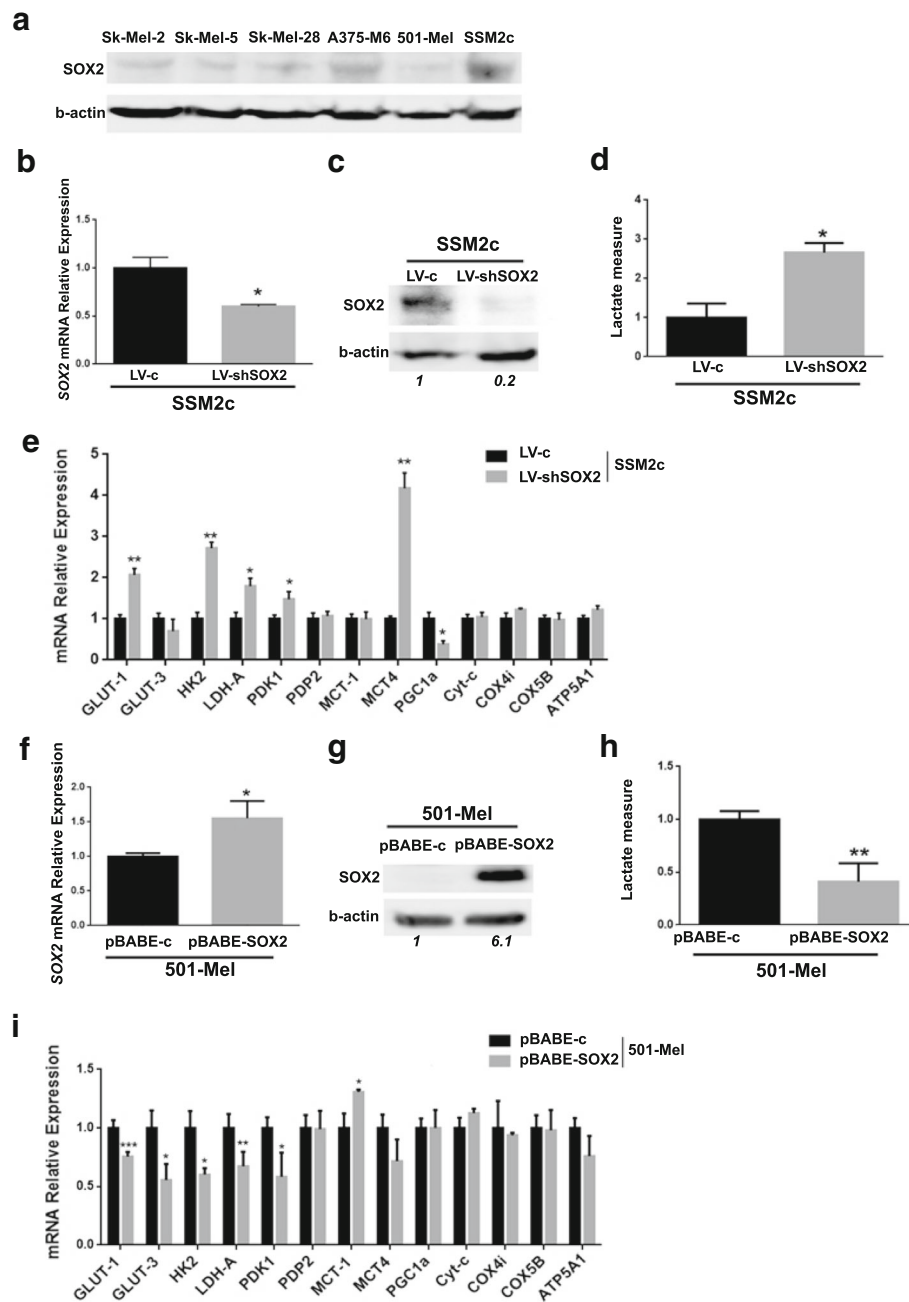 a
Sk-Mel-2 Sk-Mel-5 Sk-Mel-28 A375-M6 501-Mel SSM2c
SOX2
b-actin
b
SOX2 mRNA Relative Expression
1.5
1.0
0.5
0.0
*
LV-c LV-shSOX2
SSM2c
c
SSM2c
LV-c LV-shSOX2
SOX2
b-actin
1 0.2
d
Lactate measure
4
3
2
1
0
*
LV-c LV-shSOX2
SSM2c
e
mRNA Relative Expression
5
4
3
2
1
0
LV-c
LV-shSOX2
SSM2c
** ** * * ** *
GLUT-1 GLUT-3 HK2 LDH-A PDK1 PDP2 MCT-1 MCT4 PGC1a Cyt-c COX4i COX5B ATP5A1
f
SOX2 mRNA Relative Expression
2.0
1.5
1.0
0.5
0.0
*
pBABE-c pBABE-SOX2
501-Mel
g
501-Mel
pBABE-c pBABE-SOX2
SOX2
b-actin
1 6.1
h
Lactate measure
1.5
1.0
0.5
0.0
**
pBABE-c pBABE-SOX2
501-Mel
i
mRNA Relative Expression
1.5
1.0
0.5
0.0
pBABE-c
pBABE-SOX2
501-Mel
*** * * ** * *
GLUT-1 GLUT-3 HK2 LDH-A PDK1 PDP2 MCT-1 MCT4 PGC1a Cyt-c COX4i COX5B ATP5A1